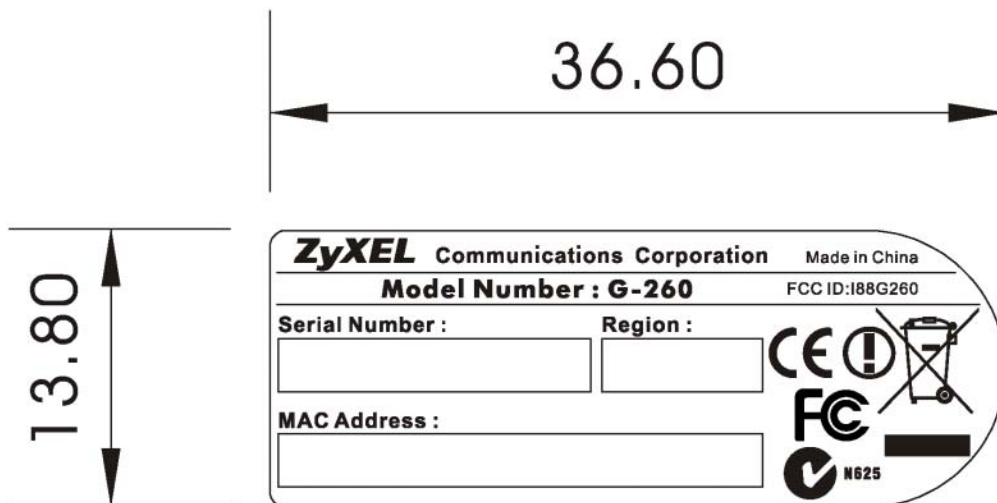 36.60
13.80
ZyXEL Communications Corporation Made in China
Model Number : G-260 FCC ID:I88G260
Serial Number : Region :
CE
FC
MAC Address :
N625